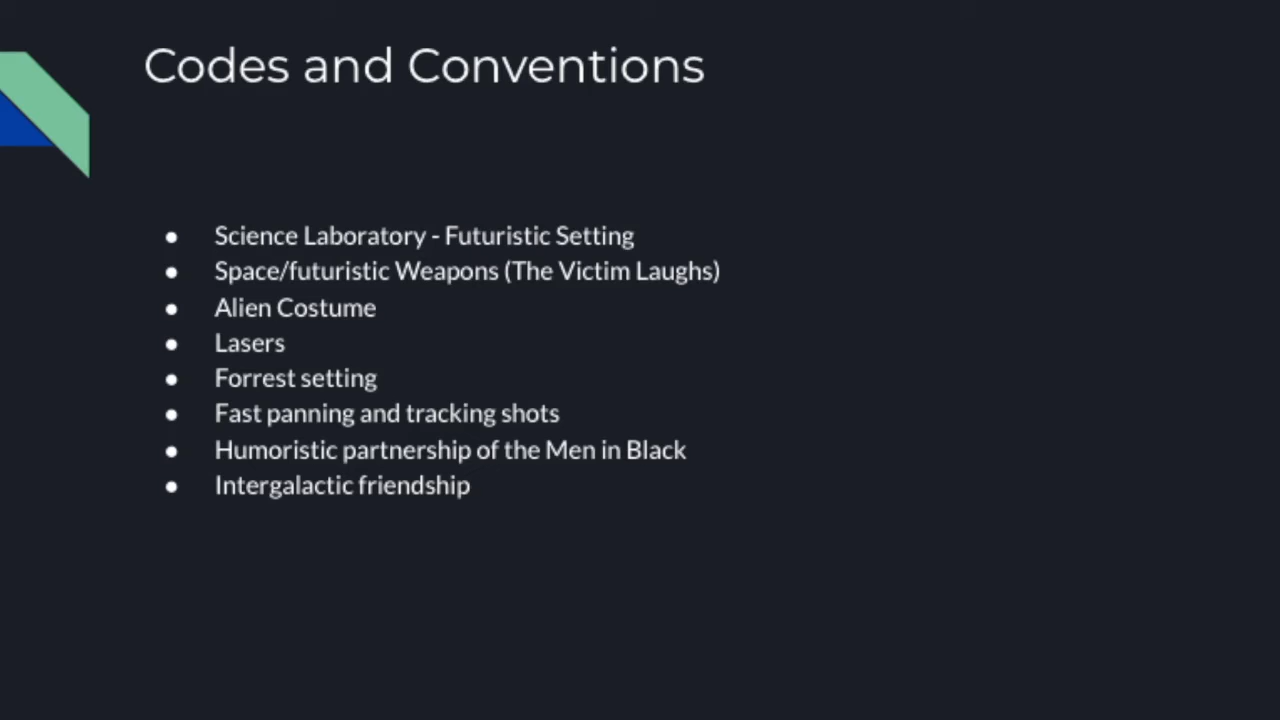 Codes and Conventions
● Science Laboratory - Futuristic Setting
● Space/futuristic Weapons (The Victim Laughs)
● Alien Costume
● Lasers
● Forrest setting
● Fast panning and tracking shots
● Humoristic partnership of the Men in Black
● Intergalactic friendship